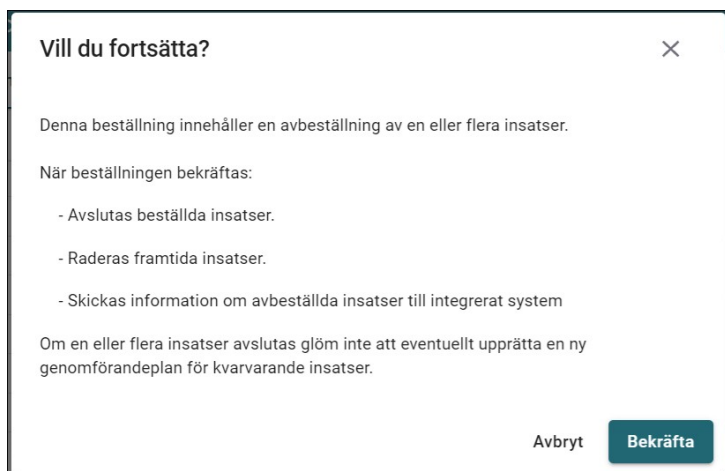 Vill du fortsätta?
Denna beställning innehåller en avbeställning av en eller flera insatser.
När beställningen bekräftas:
- Avslutas beställda insatser.
- Raderas framtida insatser.
- Skickas information om avbeställda insatser till integrerat system
Om en eller flera insatser avslutas glöm inte att eventuellt upprätta en ny
genomförandeplan för kvarvarande insatser.
Avbryt Bekräfta